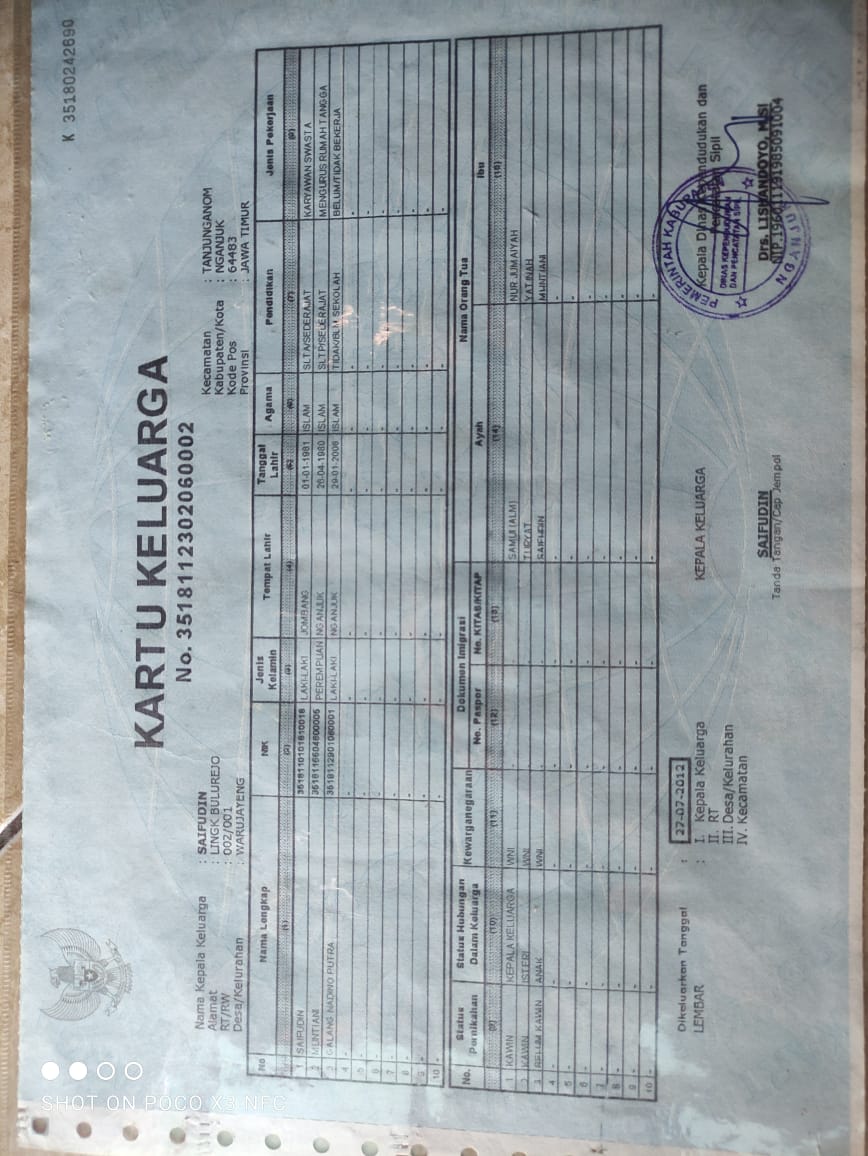 K 35180242690
KARTU KELUARGA
No. 3518112302060002
Nama Kepala Keluarga : SAIFUDIN
Alamat : LINGK BULUREJO
RT/RW : 002/001
Desa/Kelurahan : WARUJAYENG
Kecamatan : TANJUNGANOM
Kabupaten/Kota : NGANJUK
Kode Pos : 64483
Provinsi : JAWA TIMUR
No Nama Lengkap NIK Jenis Kelamin Tempat Lahir Tanggal Lahir Agama Pendidikan Jenis Pekerjaan
(1) (2) (3) (4) (5) (6) (7) (8)
1 SAIFUDIN 3518110101810018 LAKI-LAKI JOMBANG 01-01-1981 ISLAM SLTA/SEDERAJAT KARYAWAN SWASTA
2 MUNTIANI 3518116604800005 PEREMPUAN NGANJUK 26-04-1980 ISLAM SLTP/SEDERAJAT MENGURUS RUMAH TANGGA
3 GALANG NADINO PUTRA 3518112901060001 LAKI-LAKI NGANJUK 29-01-2006 ISLAM TIDAK/BLM SEKOLAH BELUM/TIDAK BEKERJA
4 - - - - - - - -
5 - - - - - - - -
6 - - - - - - - -
7 - - - - - - - -
8 - - - - - - - -
9 - - - - - - - -
10 - - - - - - - -
No. Status Pernikahan Status Hubungan Dalam Keluarga Kewarganegaraan Dokumen Imigrasi Nama Orang Tua
No. Paspor No. KITAS/KITAP Ayah Ibu
(9) (10) (11) (12) (13) (14) (15)
1 KAWIN KEPALA KELUARGA WNI SAMUI (ALM) NUR JUMAIYAH
2 KAWIN ISTERI WNI TURYAT YATINAH
3 BELUM KAWIN ANAK WNI SAIFUDIN MUNTIANI
4 - - - - - - -
5 - - - - - - -
6 - - - - - - -
7 - - - - - - -
8 - - - - - - -
9 - - - - - - -
10 - - - - - - -
Dikeluarkan Tanggal : 27-07-2012
LEMBAR : I. Kepala Keluarga
II. RT
III. Desa/Kelurahan
IV. Kecamatan
KEPALA KELUARGA
SAIFUDIN
Tanda Tangan/Cap Jempol
Kepala Dinas Kependudukan dan
Pencatatan Sipil
PEMERINTAH KABUPATEN
DINAS KEPENDUDUKAN
DAN PENCATATAN SIPIL
NGANJUK
Drs. LISHANDOYO, M.SI
NIP.196011191985091004
SHOT ON POCO X3 NFC